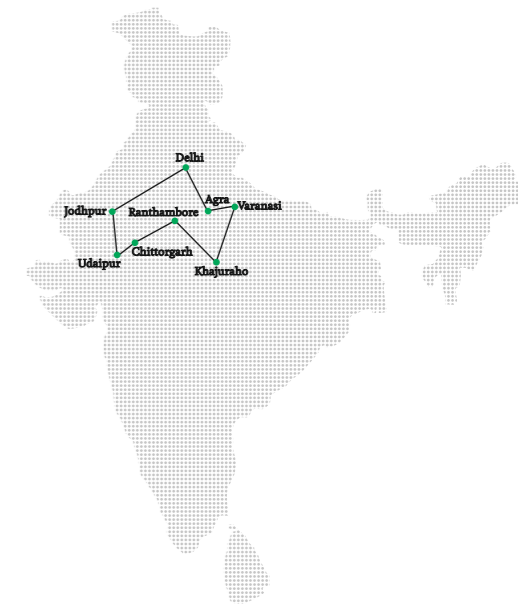 Delhi
Agra
Varanasi
Jodhpur
Ranthambore
Chittorgarh
Udaipur
Khajuraho